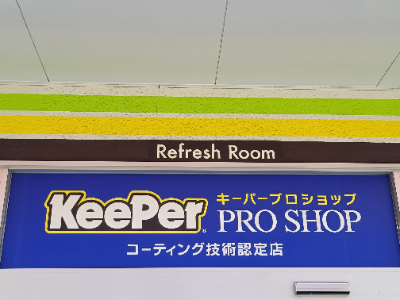 Refresh Room
KeePer®
キーパープロショップ
PRO SHOP
コーティング技術認定店